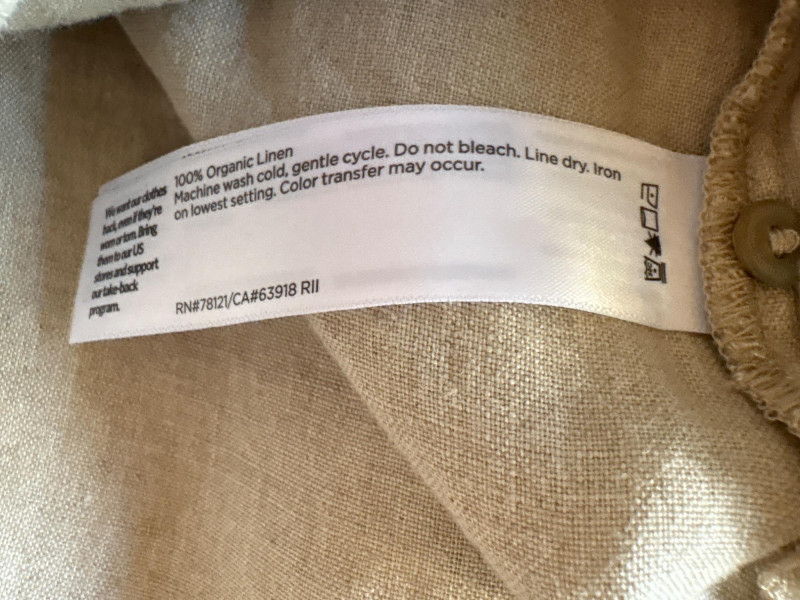 100% Organic Linen
Machine wash cold, gentle cycle. Do not bleach. Line dry. Iron
on lowest setting. Color transfer may occur.
RN#78121/CA#63918 RII
We want our clothes
back, even if they're
worn or torn. Bring
them to our US
stores and support
our take-back
program.